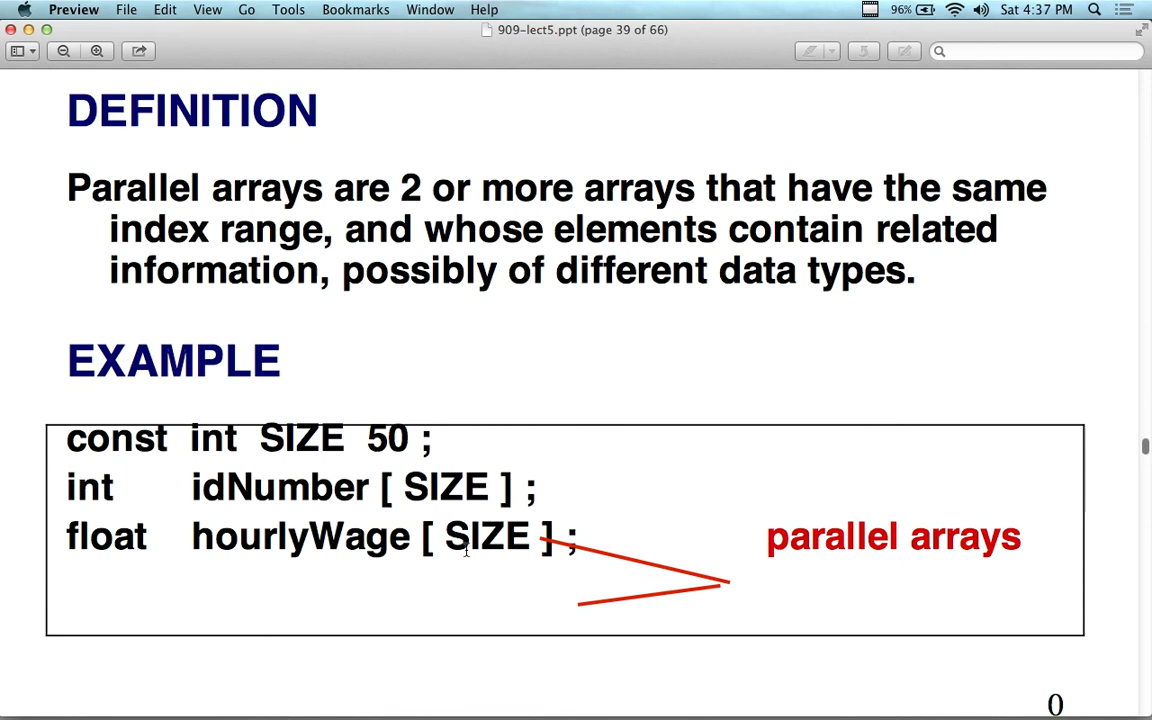 Preview File Edit View Go Tools Bookmarks Window Help 96% Sat 4:37 PM
909-lect5.ppt (page 39 of 66)
DEFINITION
Parallel arrays are 2 or more arrays that have the same
index range, and whose elements contain related
information, possibly of different data types.
EXAMPLE
const int SIZE 50 ;
int idNumber [ SIZE ] ;
float hourlyWage [ SIZE ] ; parallel arrays
0